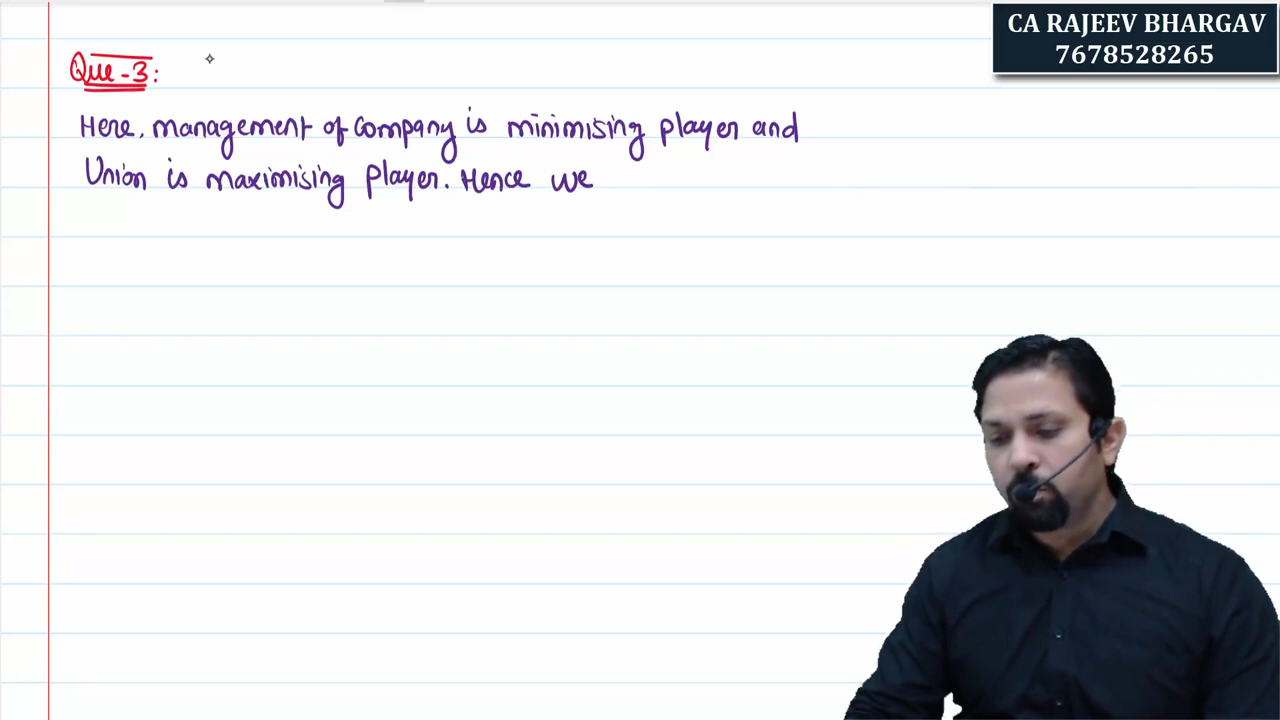 CA RAJEEV BHARGAV
7678528265
Que-3:
Here, management of Company is minimising player and
Union is maximising player. Hence we